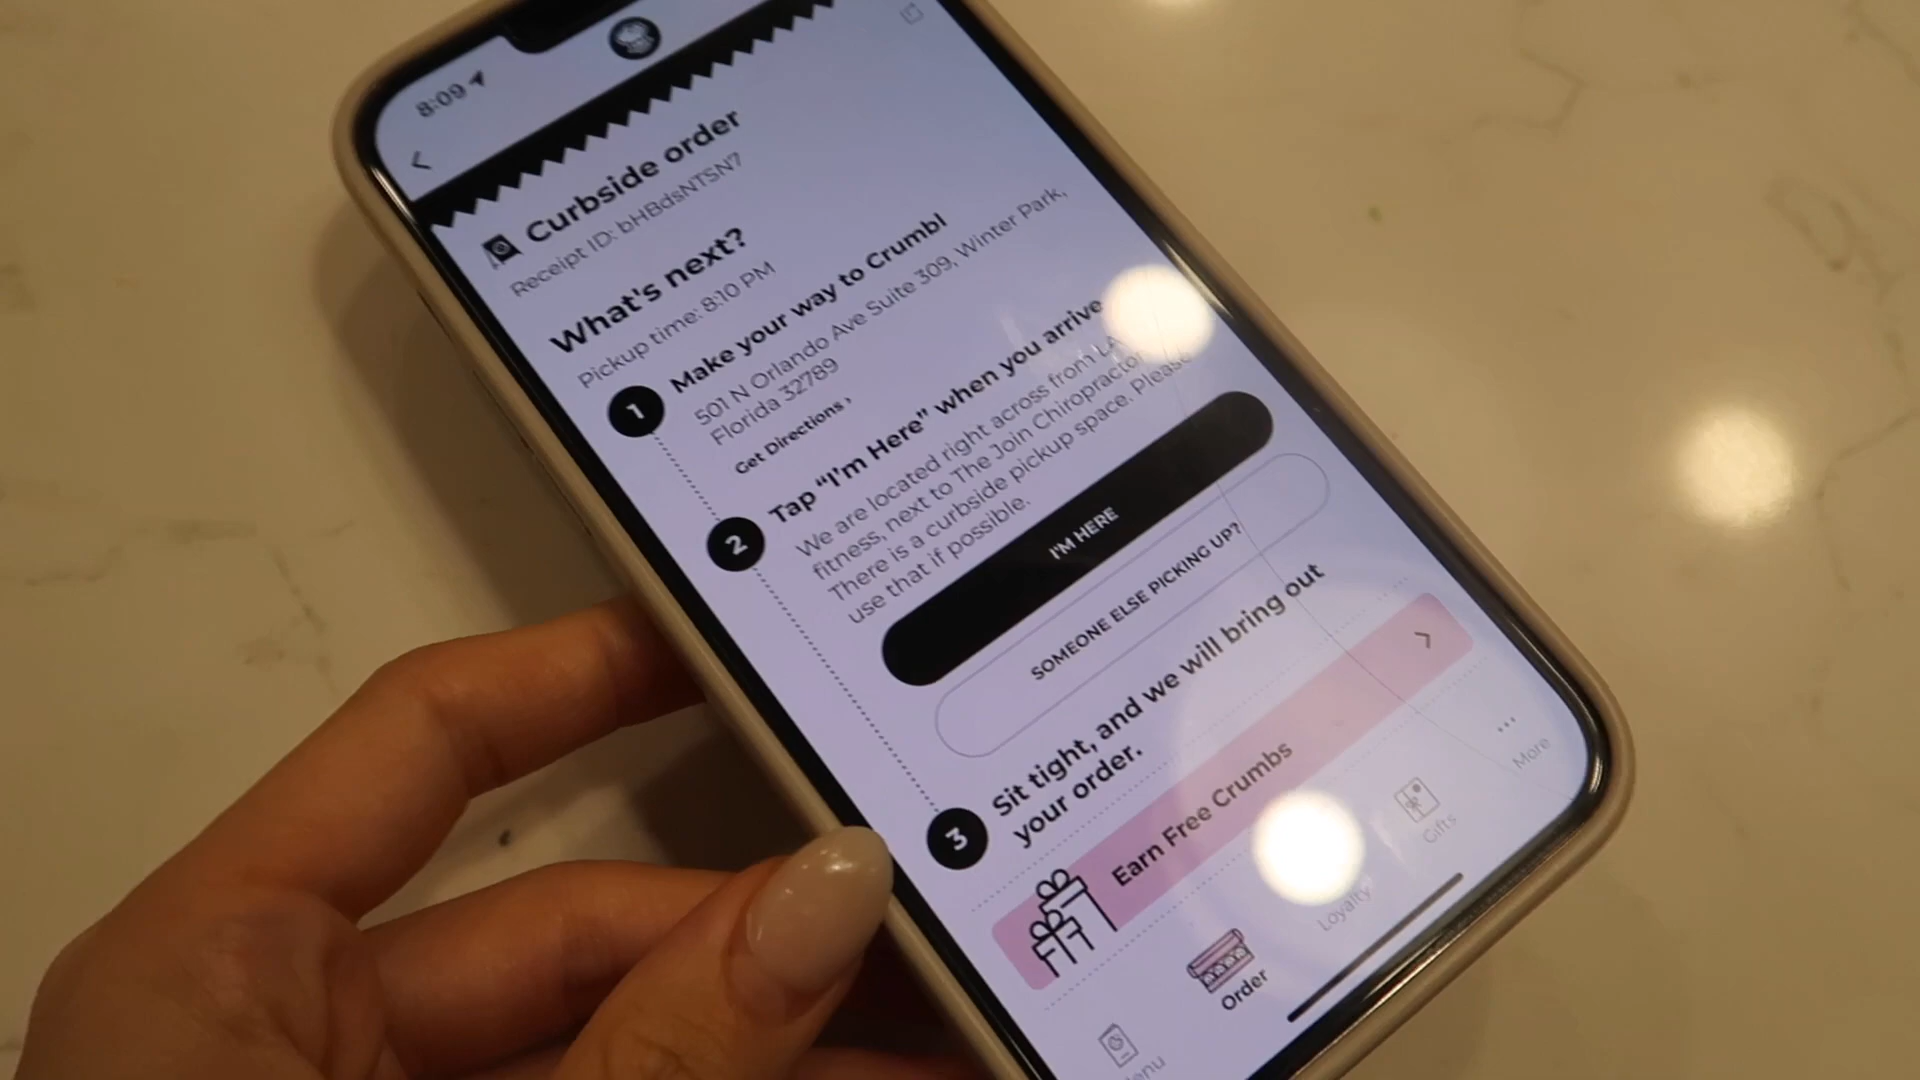 8:09
Curbside order
Receipt ID: bHBdsNTSN7
What's next?
Pickup time: 8:10 PM
1
Make your way to Crumbl
501 N Orlando Ave Suite 309, Winter Park,
Florida 32789
Get Directions ›
2
Tap “I'm Here” when you arrive
We are located right across from LA
fitness, next to The Join Chiropractor
There is a curbside pickup space. Please
use that if possible.
I'M HERE
SOMEONE ELSE PICKING UP?
3
Sit tight, and we will bring out
your order.
Earn Free Crumbs
Order
Loyalty
Gifts
More